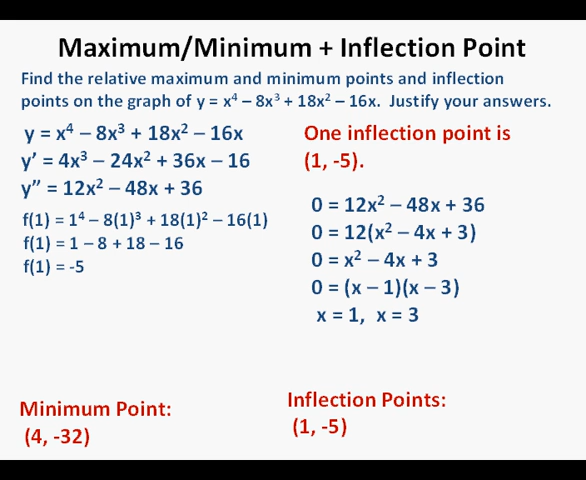 Maximum/Minimum + Inflection Point
Find the relative maximum and minimum points and inflection
points on the graph of y = x⁴ – 8x³ + 18x² – 16x. Justify your answers.
y = x⁴ – 8x³ + 18x² – 16x
y’ = 4x³ – 24x² + 36x – 16
y” = 12x² – 48x + 36
f(1) = 1⁴ – 8(1)³ + 18(1)² – 16(1)
f(1) = 1 – 8 + 18 – 16
f(1) = -5
One inflection point is
(1, -5).
0 = 12x² – 48x + 36
0 = 12(x² – 4x + 3)
0 = x² – 4x + 3
0 = (x – 1)(x – 3)
x = 1, x = 3
Minimum Point:
(4, -32)
Inflection Points:
(1, -5)